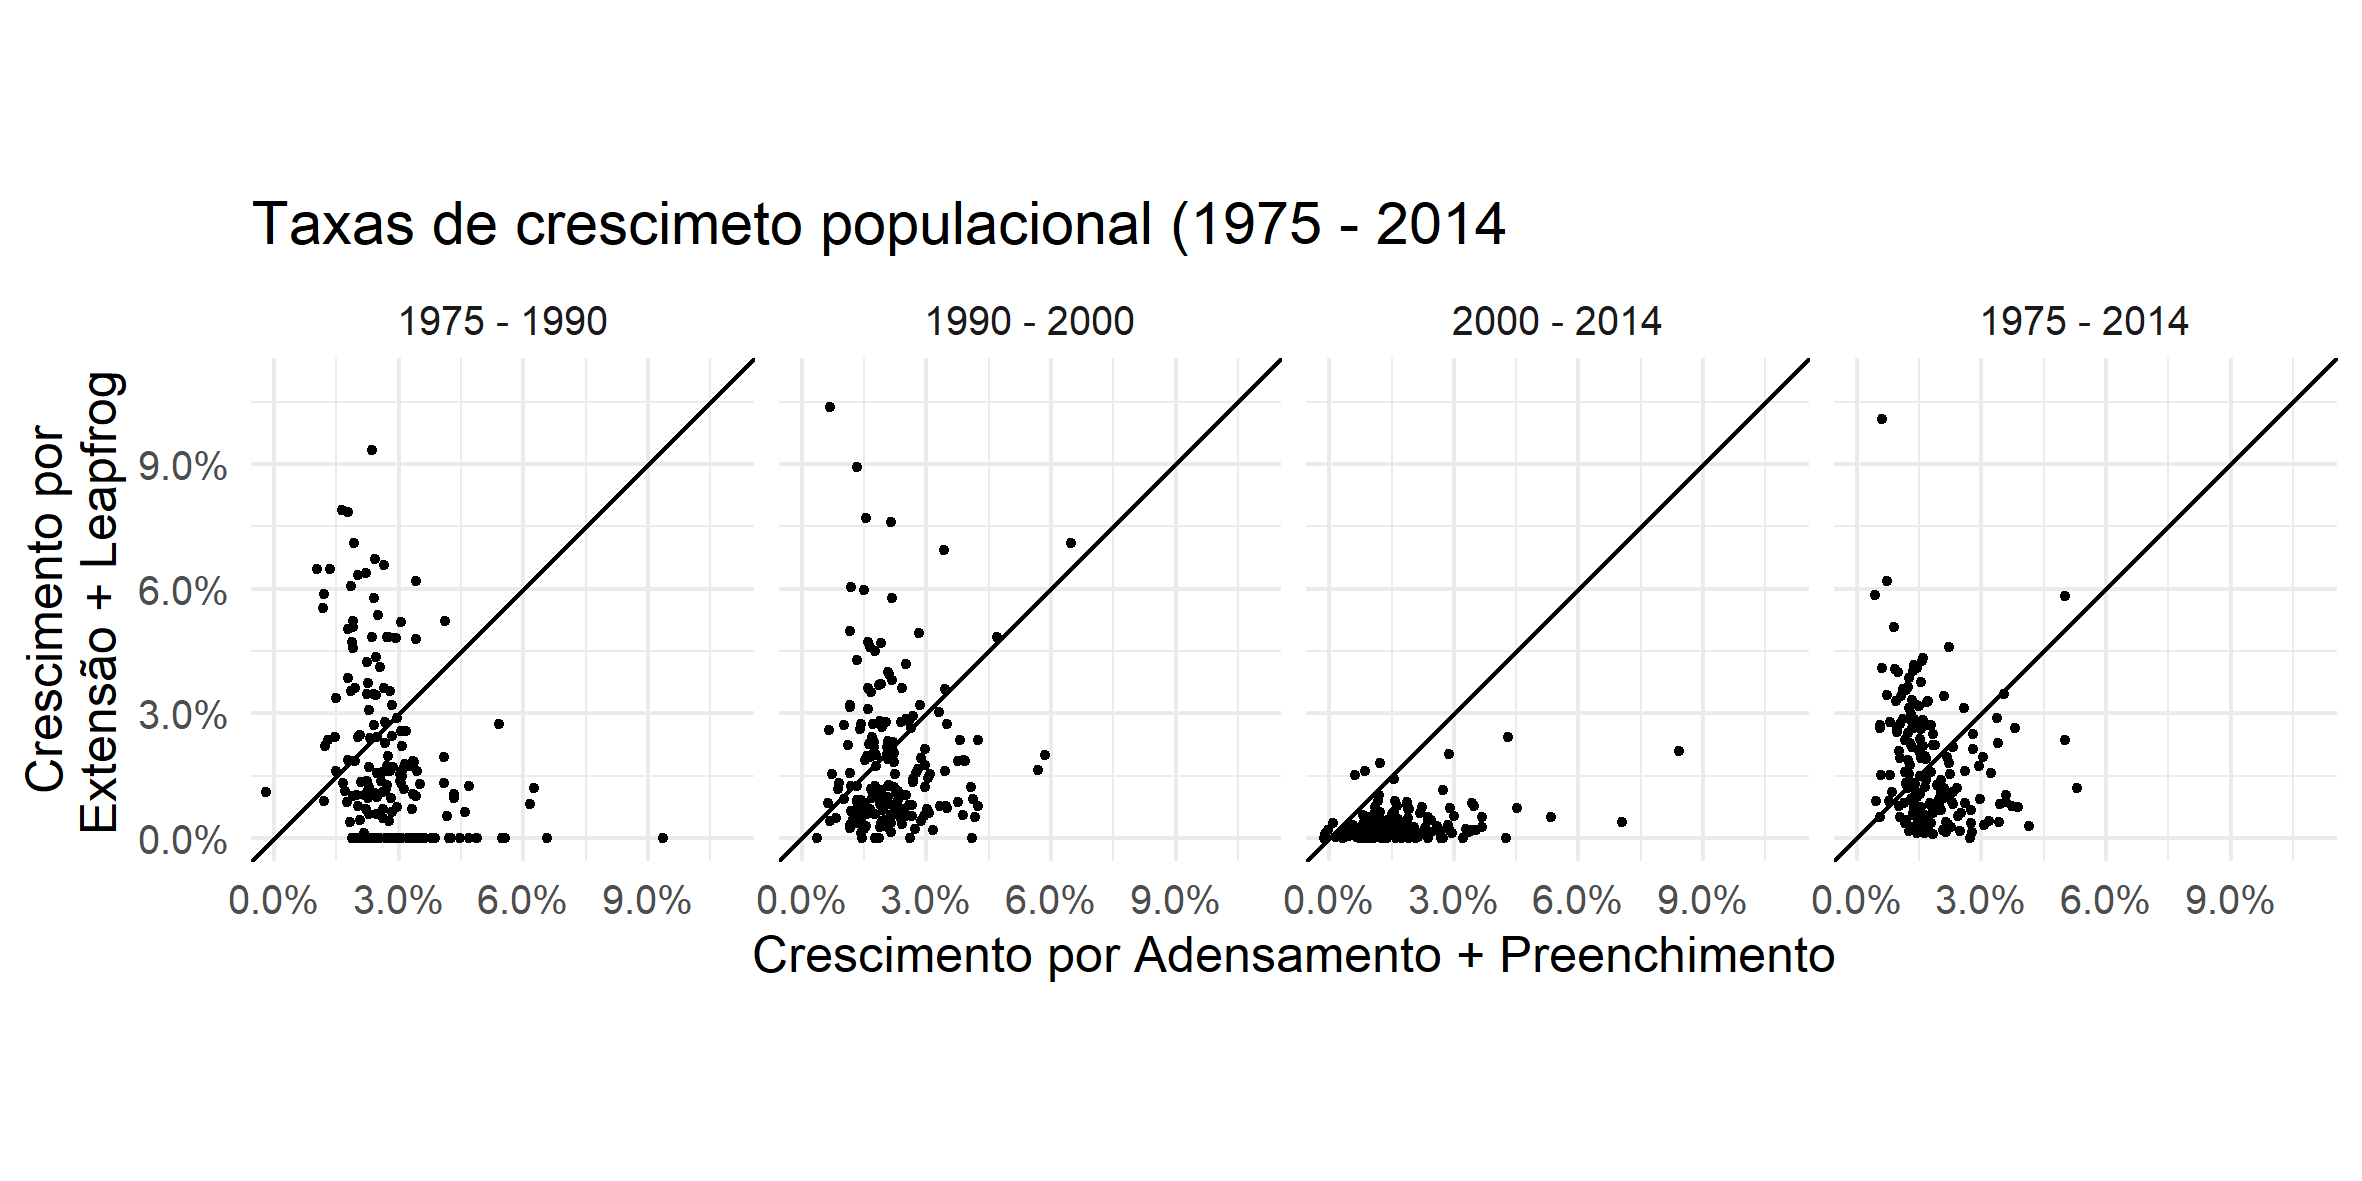 Taxas de crescimeto populacional (1975 - 2014
1975 - 1990
1990 - 2000
2000 - 2014
1975 - 2014
Crescimento por
Extensão + Leapfrog
9.0%
6.0%
3.0%
0.0%
0.0% 3.0% 6.0% 9.0%
0.0% 3.0% 6.0% 9.0%
0.0% 3.0% 6.0% 9.0%
0.0% 3.0% 6.0% 9.0%
Crescimento por Adensamento + Preenchimento